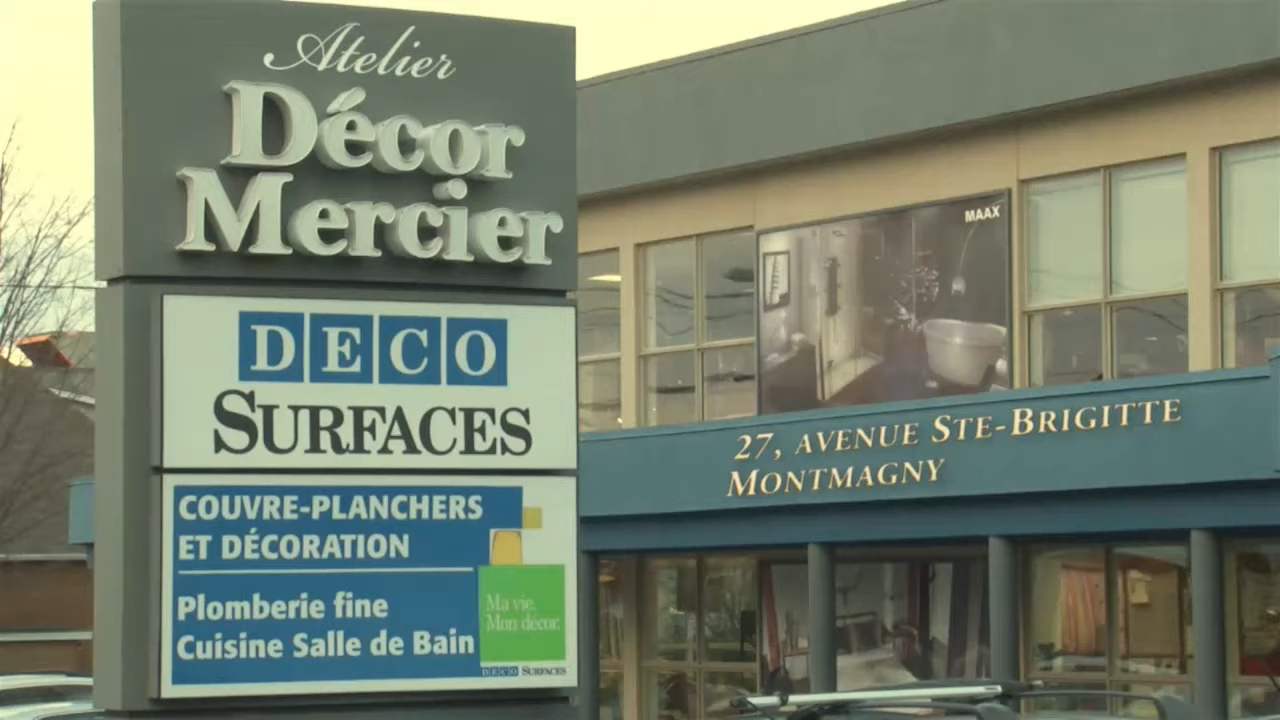 Atelier
Décor
Mercier
DECO
SURFACES
COUVRE-PLANCHERS
ET DÉCORATION
Plomberie fine
Cuisine Salle de Bain
Ma vie.
Mon décor.
DECO SURFACES
MAAX
27, AVENUE STE-BRIGITTE
MONTMAGNY